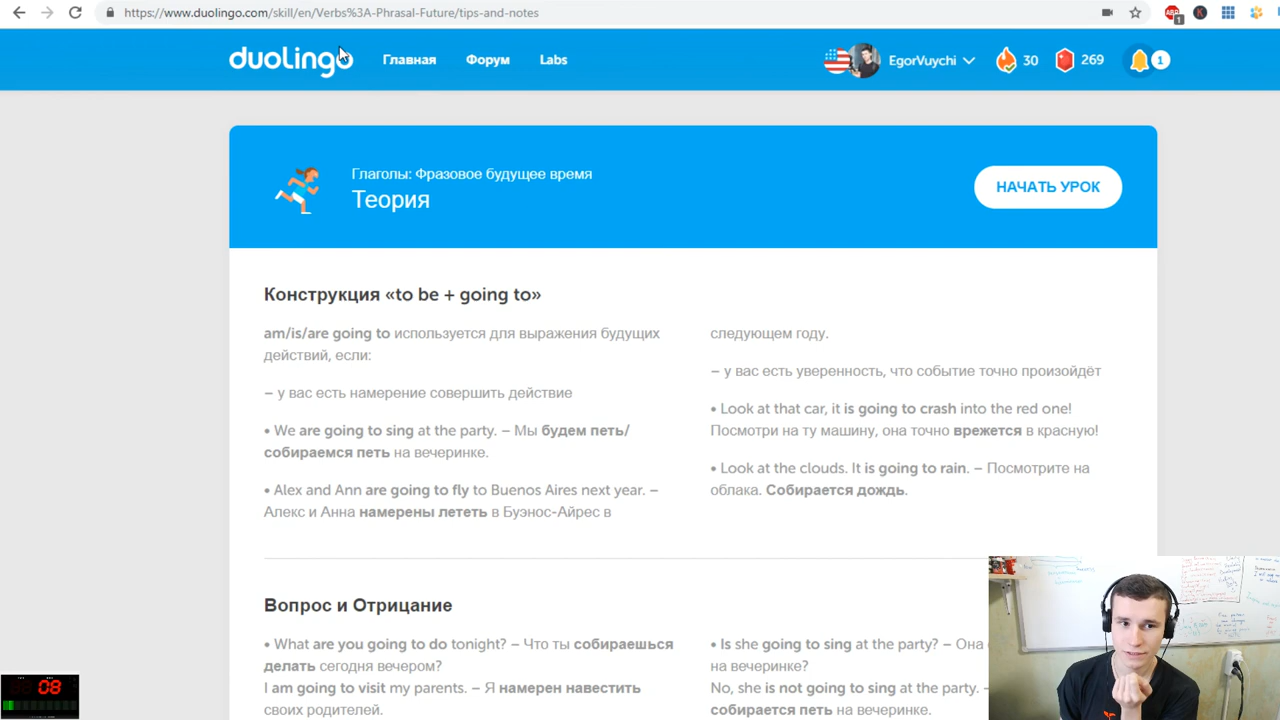 https://www.duolingo.com/skill/en/Verbs%3A-Phrasal-Future/tips-and-notes
1
K
duolingo
Главная
Форум
Labs
EgorVuychi
30
269
1
Глаголы: Фразовое будущее время
Теория
НАЧАТЬ УРОК
Конструкция «to be + going to»
am/is/are going to используется для выражения будущих
действий, если:
– у вас есть намерение совершить действие
• We are going to sing at the party. – Мы будем петь/
собираемся петь на вечеринке.
• Alex and Ann are going to fly to Buenos Aires next year. –
Алекс и Анна намерены лететь в Буэнос-Айрес в
следующем году.
– у вас есть уверенность, что событие точно произойдёт
• Look at that car, it is going to crash into the red one!
Посмотри на ту машину, она точно врежется в красную!
• Look at the clouds. It is going to rain. – Посмотрите на
облака. Собирается дождь.
Вопрос и Отрицание
• What are you going to do tonight? – Что ты собираешься
делать сегодня вечером?
I am going to visit my parents. – Я намерен навестить
своих родителей.
• Is she going to sing at the party? – Она
на вечеринке?
No, she is not going to sing at the party. –
собирается петь на вечеринке.
08